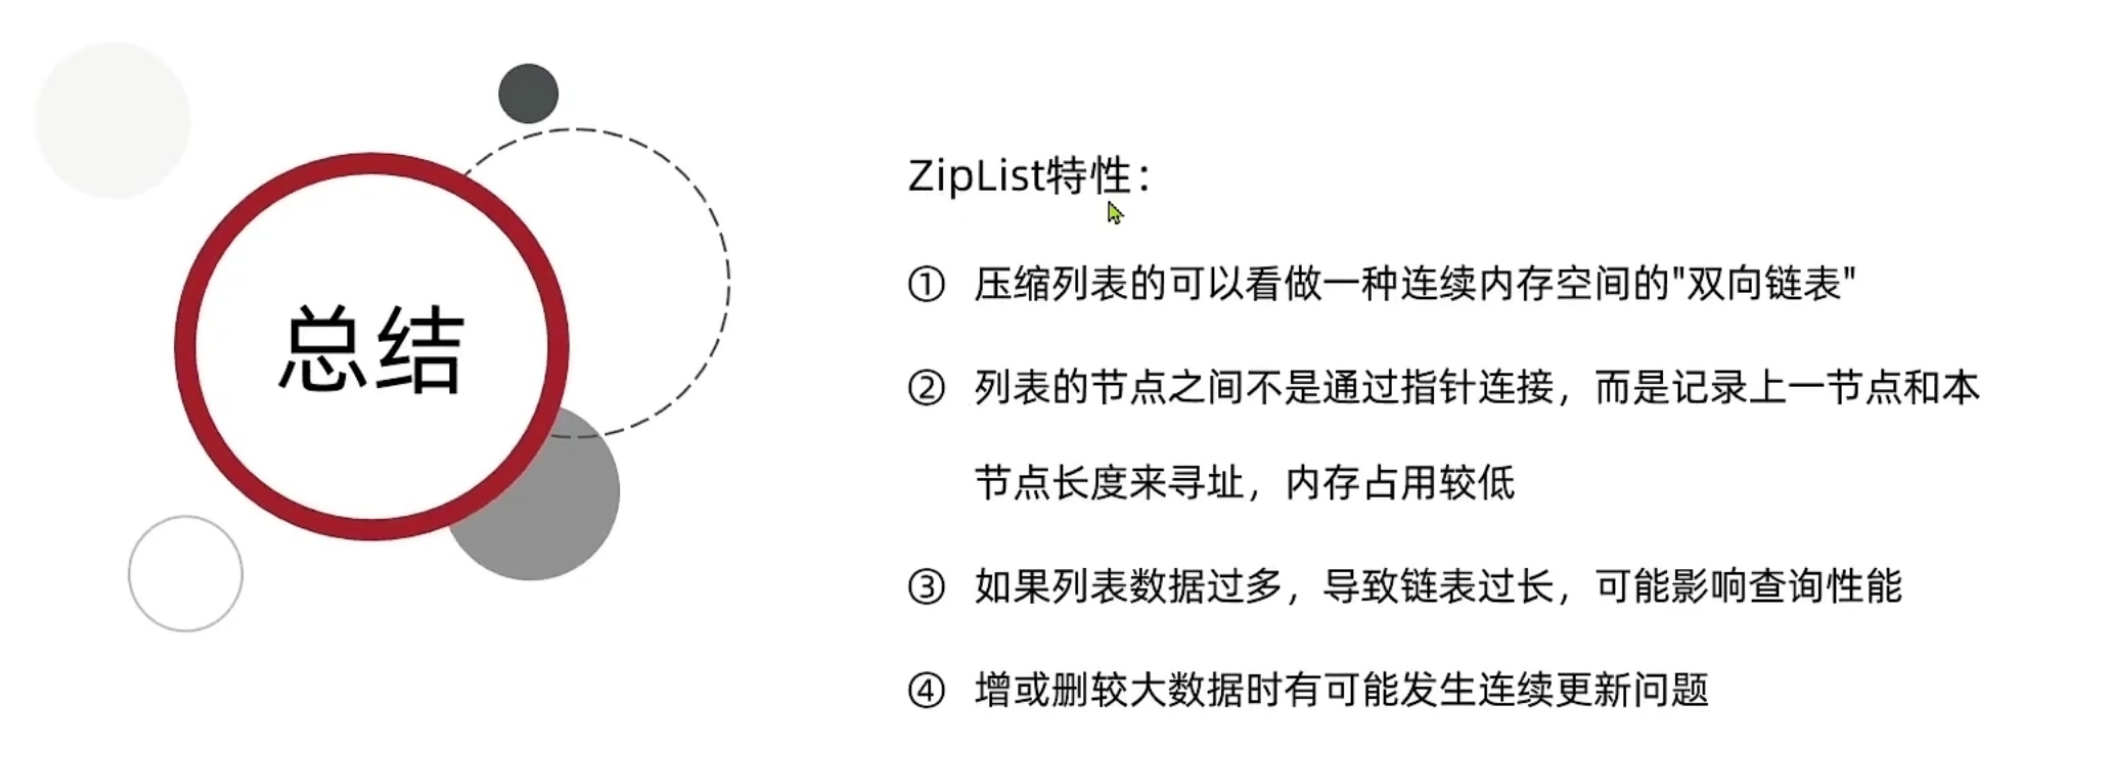 总结
ZipList特性：
① 压缩列表的可以看做一种连续内存空间的"双向链表"
② 列表的节点之间不是通过指针连接，而是记录上一节点和本
节点长度来寻址，内存占用较低
③ 如果列表数据过多，导致链表过长，可能影响查询性能
④ 增或删较大数据时有可能发生连续更新问题